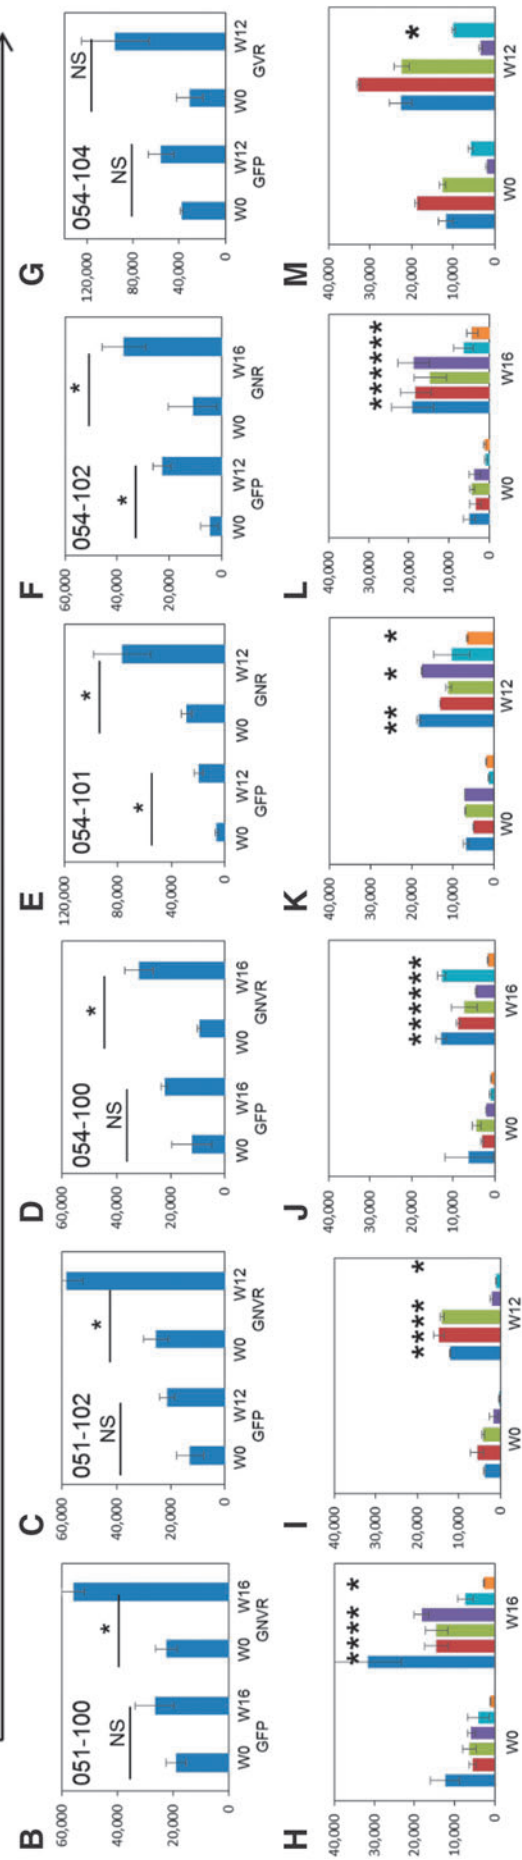 B
60,000
40,000
20,000
0
051-100
NS
*
W0 W16 W0 W16
GFP GNVR
C
60,000
40,000
20,000
0
051-102
NS
*
W0 W12 W0 W12
GFP GNVR
D
60,000
40,000
20,000
0
054-100
NS
*
W0 W16 W0 W16
GFP GNVR
E
120,000
80,000
40,000
0
054-101
*
*
W0 W12 W0 W12
GFP GNR
F
60,000
40,000
20,000
0
054-102
*
*
W0 W12 W0 W16
GFP GNR
G
120,000
80,000
40,000
0
054-104
NS
NS
W0 W12 W0 W12
GFP GVR
H
40,000
30,000
20,000
10,000
0
**** *
W0 W16
I
40,000
30,000
20,000
10,000
0
**** *
W0 W12
J
40,000
30,000
20,000
10,000
0
*******
W0 W16
K
40,000
30,000
20,000
10,000
0
** * *
W0 W12
L
40,000
30,000
20,000
10,000
0
*******
W0 W16
M
40,000
30,000
20,000
10,000
0
*
W0 W12